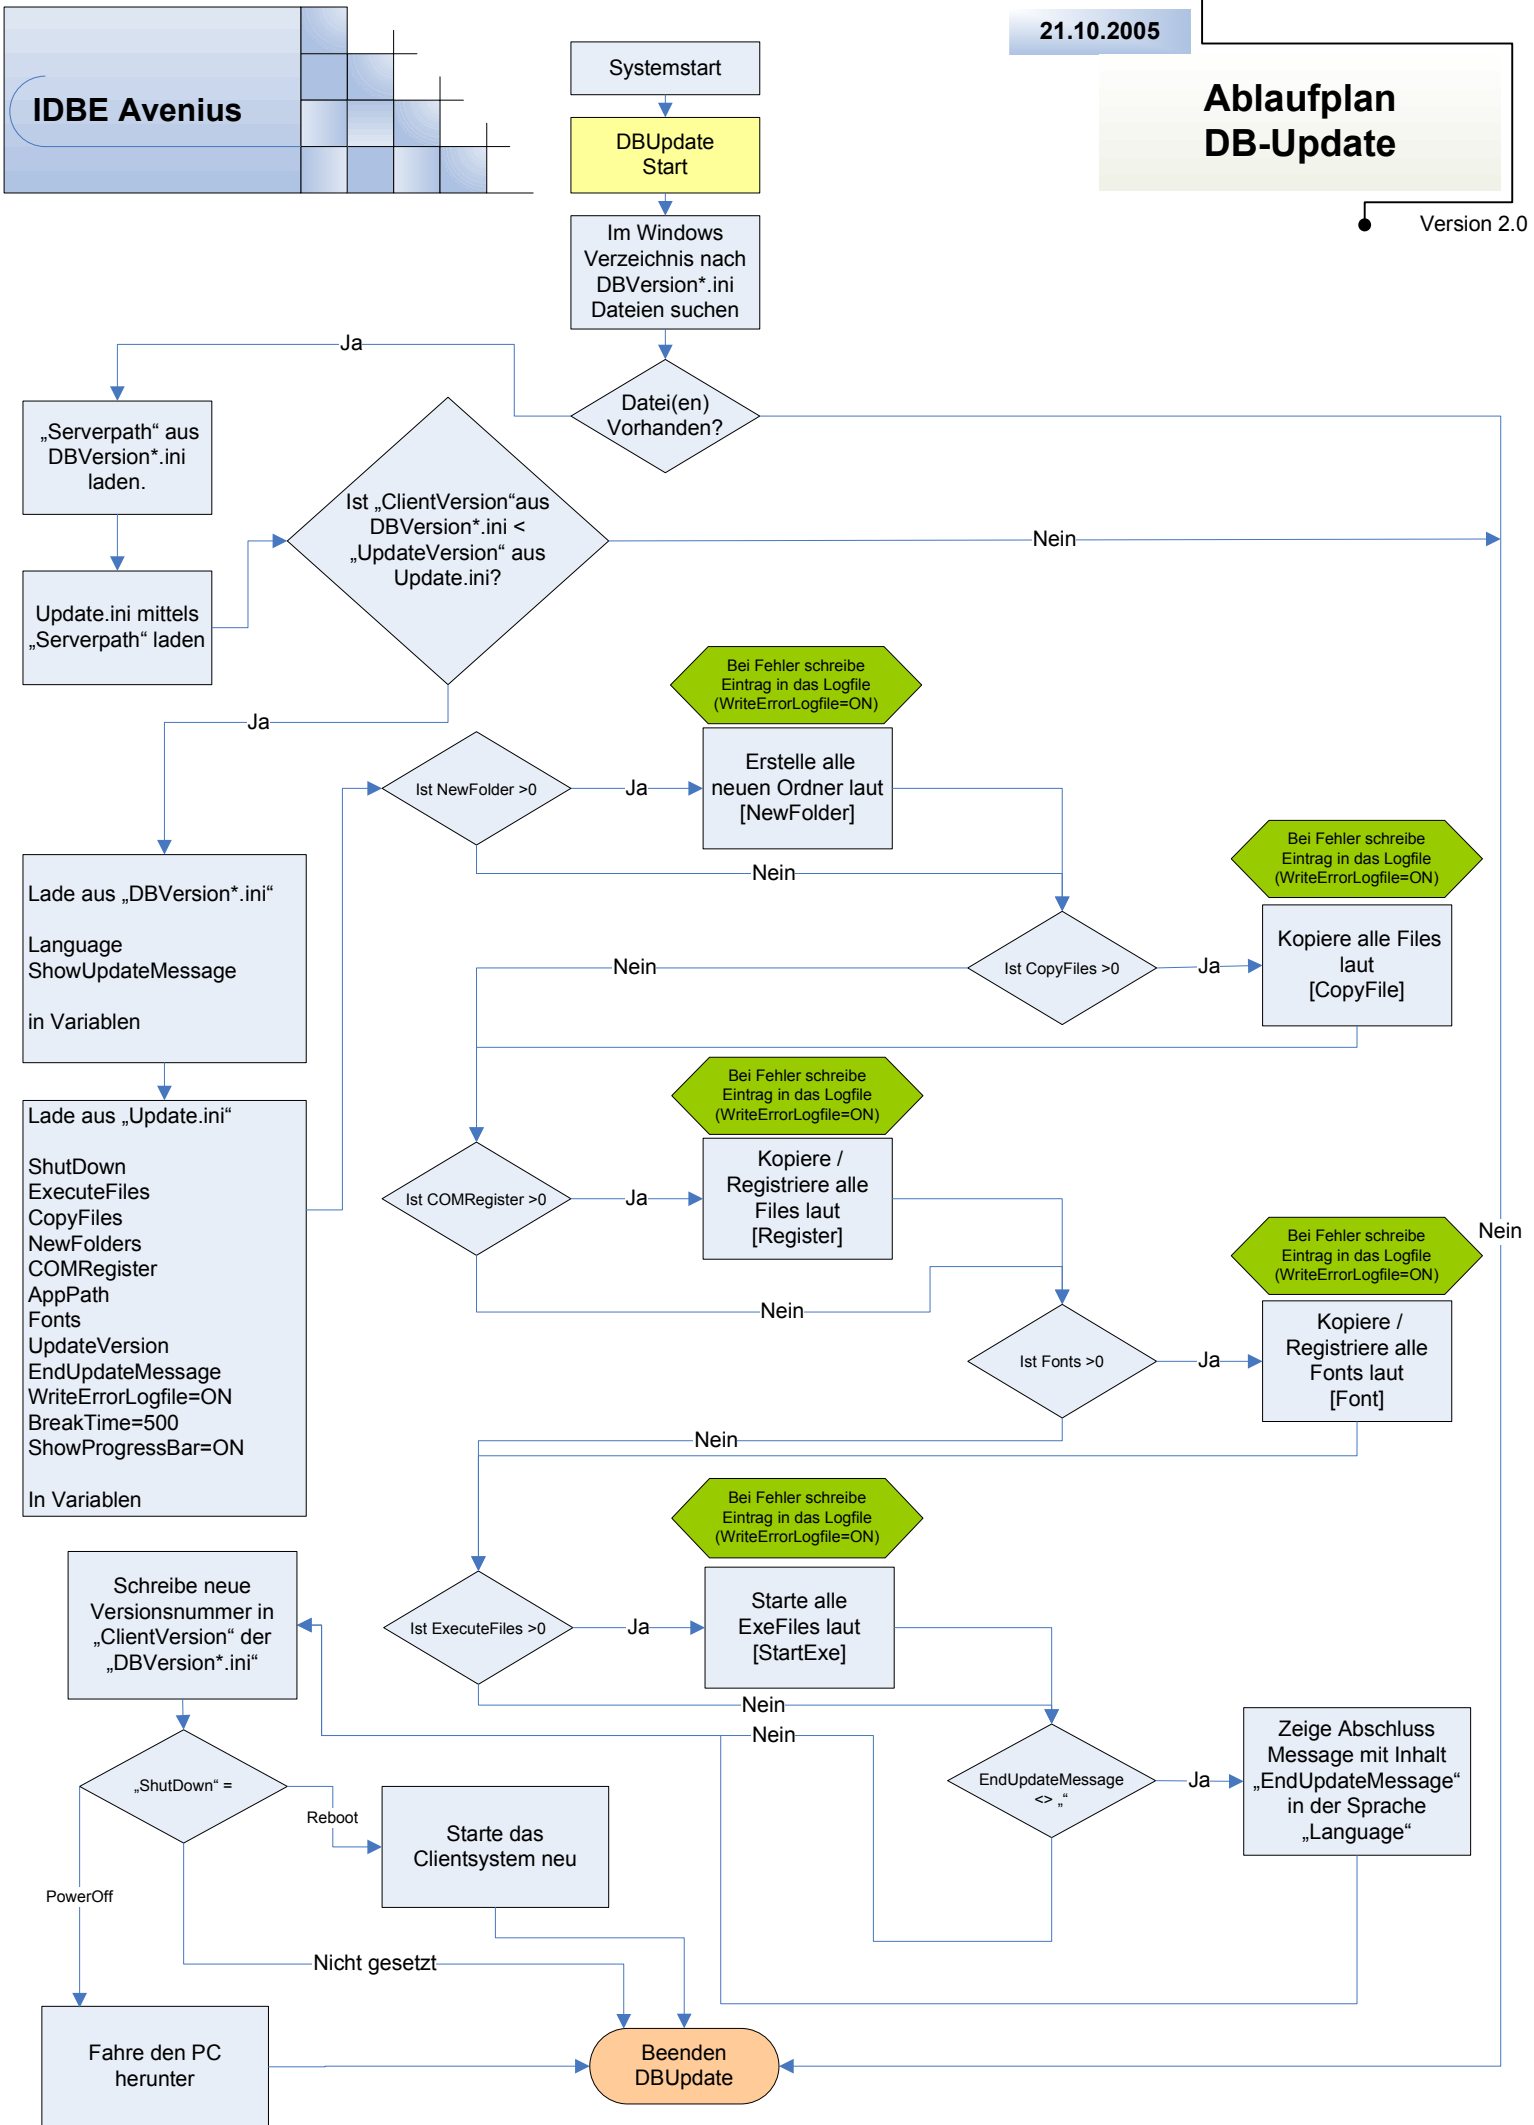 IDBE Avenius
21.10.2005
Ablaufplan
DB-Update
Version 2.0
Systemstart
DBUpdate
Start
Im Windows
Verzeichnis nach
DBVersion*.ini
Dateien suchen
Ja
Datei(en)
Vorhanden?
„Serverpath“ aus
DBVersion*.ini
laden.
Ist „ClientVersion“aus
DBVersion*.ini <
„UpdateVersion“ aus
Update.ini?
Nein
Update.ini mittels
„Serverpath“ laden
Ja
Bei Fehler schreibe
Eintrag in das Logfile
(WriteErrorLogfile=ON)
Ist NewFolder >0
Ja
Erstelle alle
neuen Ordner laut
[NewFolder]
Nein
Bei Fehler schreibe
Eintrag in das Logfile
(WriteErrorLogfile=ON)
Lade aus „DBVersion*.ini“
Language
ShowUpdateMessage
in Variablen
Nein
Ist CopyFiles >0
Ja
Kopiere alle Files
laut
[CopyFile]
Bei Fehler schreibe
Eintrag in das Logfile
(WriteErrorLogfile=ON)
Lade aus „Update.ini“
ShutDown
ExecuteFiles
CopyFiles
NewFolders
COMRegister
AppPath
Fonts
UpdateVersion
EndUpdateMessage
WriteErrorLogfile=ON
BreakTime=500
ShowProgressBar=ON
In Variablen
Ist COMRegister >0
Ja
Kopiere /
Registriere alle
Files laut
[Register]
Nein
Nein
Bei Fehler schreibe
Eintrag in das Logfile
(WriteErrorLogfile=ON)
Ist Fonts >0
Ja
Kopiere /
Registriere alle
Fonts laut
[Font]
Nein
Bei Fehler schreibe
Eintrag in das Logfile
(WriteErrorLogfile=ON)
Schreibe neue
Versionsnummer in
„ClientVersion“ der
„DBVersion*.ini“
Ist ExecuteFiles >0
Ja
Starte alle
ExeFiles laut
[StartExe]
Nein
Nein
EndUpdateMessage
<> „“
Ja
Zeige Abschluss
Message mit Inhalt
„EndUpdateMessage“
in der Sprache
„Language“
„ShutDown“ =
Reboot
Starte das
Clientsystem neu
PowerOff
Nicht gesetzt
Fahre den PC
herunter
Beenden
DBUpdate